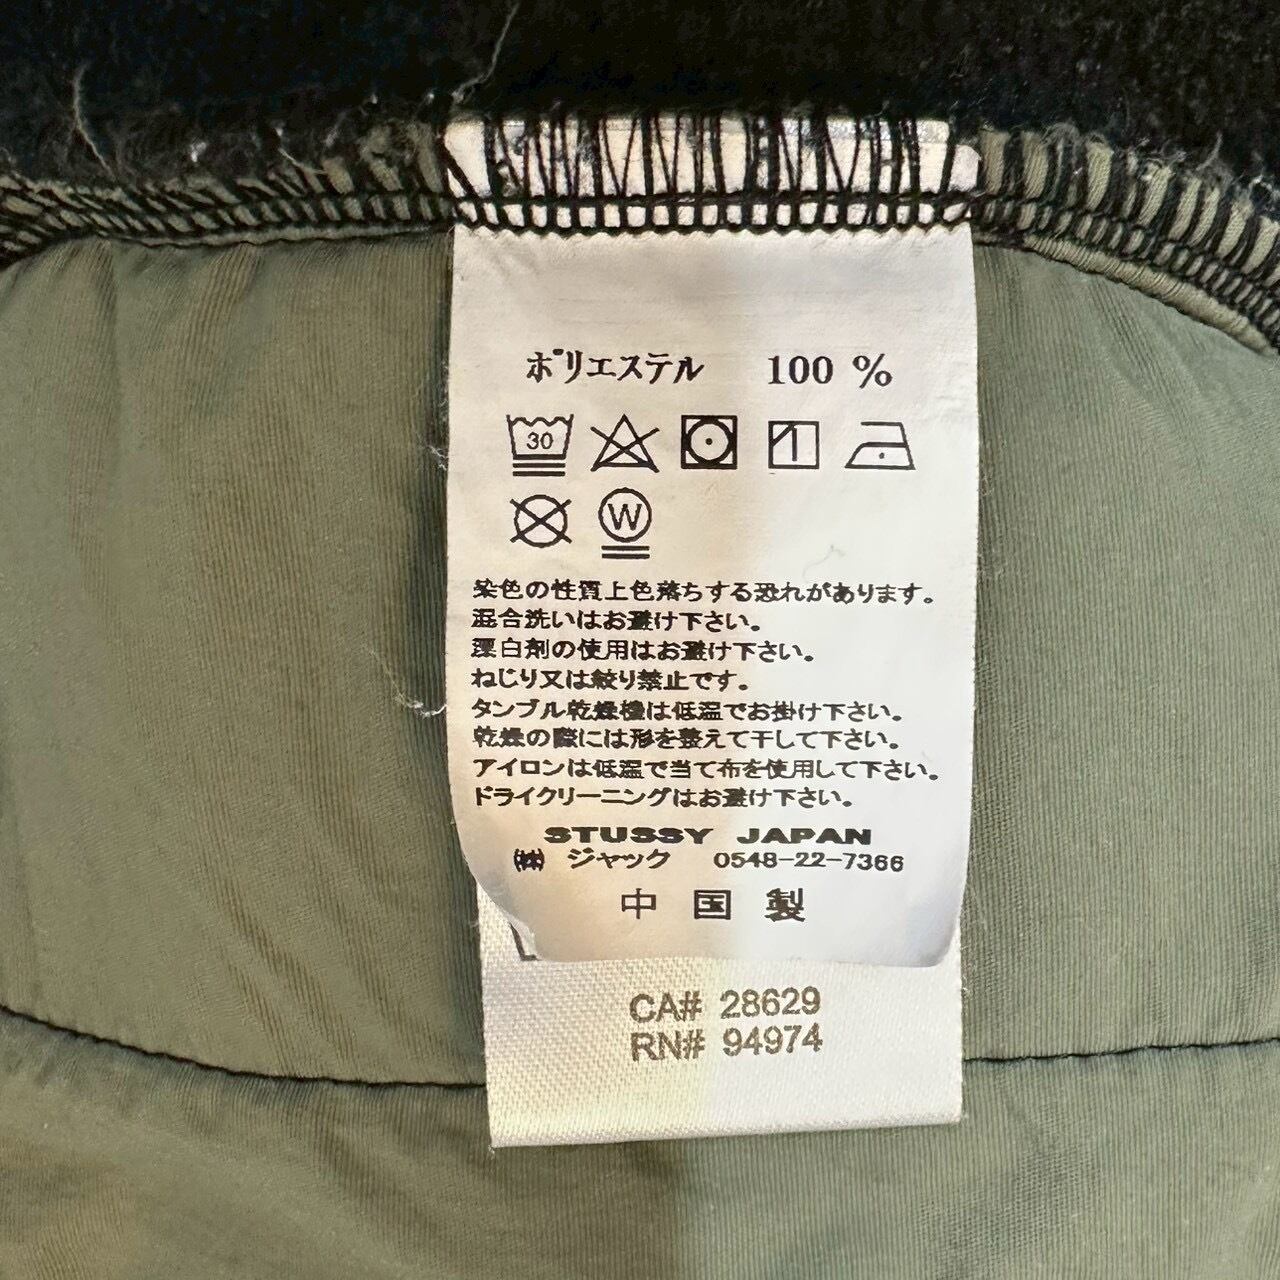 ポリエステル 100 %
30
W
染色の性質上色落ちする恐れがあります。
混合洗いはお避け下さい。
漂白剤の使用はお避け下さい。
ねじり又は絞り禁止です。
タンブル乾燥機は低温でお掛け下さい。
乾燥の際には形を整えて干して下さい。
アイロンは低温で当て布を使用して下さい。
ドライクリーニングはお避け下さい。
STUSSY JAPAN
㈱ ジャック 0548-22-7366
中国製
CA# 28629
RN# 94974